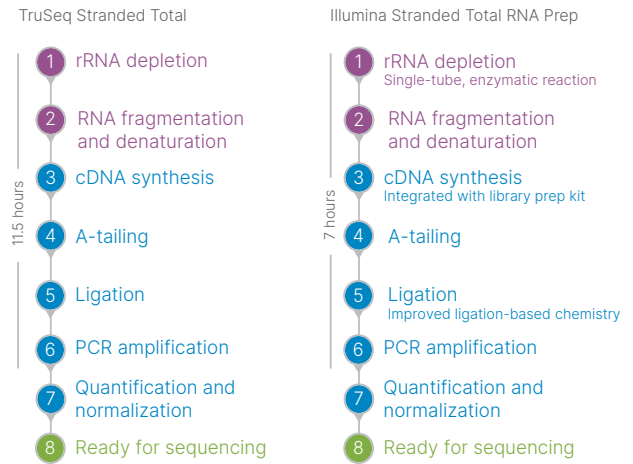 TruSeq Stranded Total
11.5 hours
1 rRNA depletion
2 RNA fragmentation
and denaturation
3 cDNA synthesis
4 A-tailing
5 Ligation
6 PCR amplification
7 Quantification and
normalization
8 Ready for sequencing
Illumina Stranded Total RNA Prep
7 hours
1 rRNA depletion
Single-tube, enzymatic reaction
2 RNA fragmentation
and denaturation
3 cDNA synthesis
Integrated with library prep kit
4 A-tailing
5 Ligation
Improved ligation-based chemistry
6 PCR amplification
7 Quantification and
normalization
8 Ready for sequencing